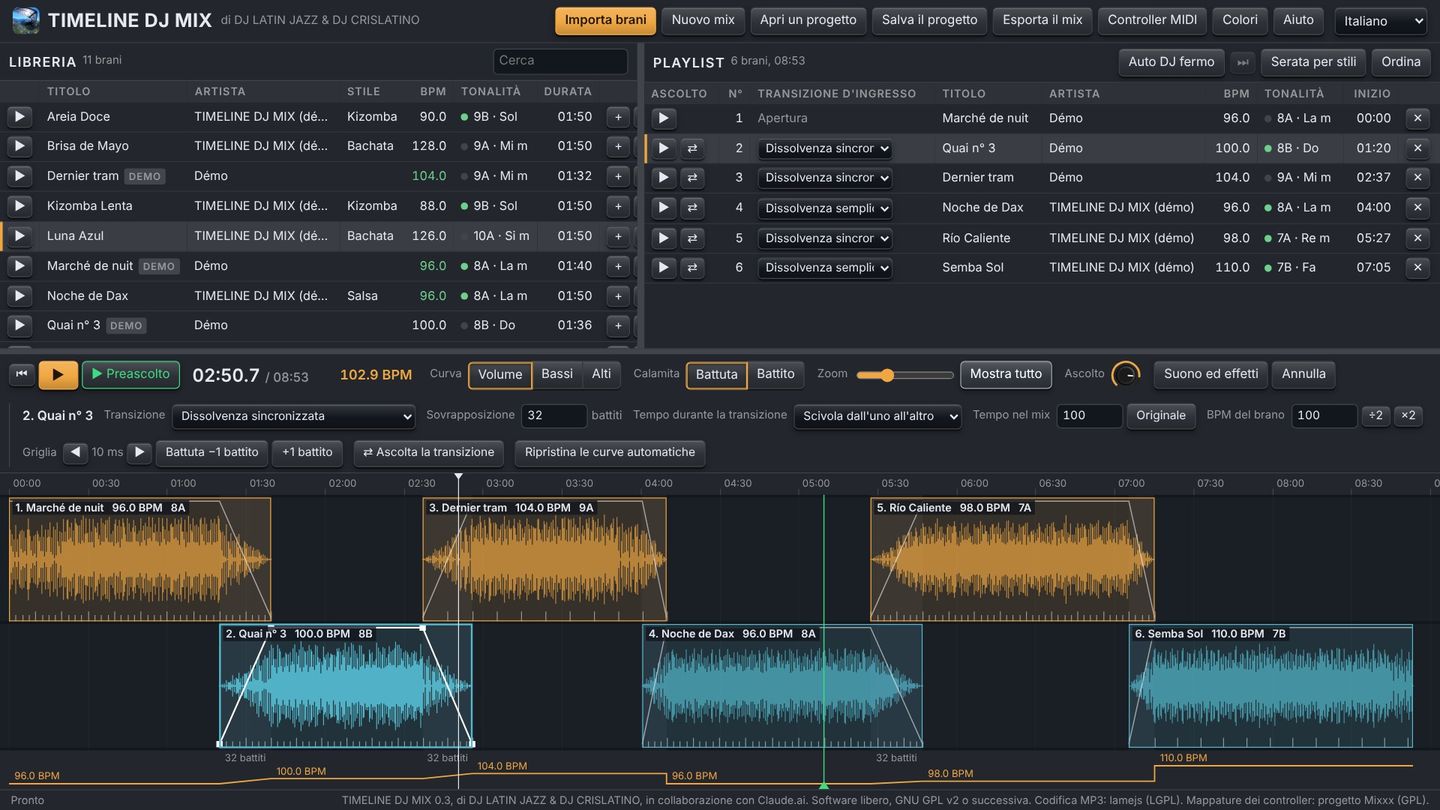 TIMELINE DJ MIX di DJ LATIN JAZZ & DJ CRISLATINO Importa brani Nuovo mix Apri un progetto Salva il progetto Esporta il mix Controller MIDI Colori Aiuto Italiano
LIBRERIA 11 brani Cerca
TITOLO ARTISTA STILE BPM TONALITÀ DURATA
Areia Doce TIMELINE DJ MIX (dé... Kizomba 90.0 9B · Sol 01:50 +
Brisa de Mayo TIMELINE DJ MIX (dé... Bachata 128.0 9A · Mi m 01:50 +
Dernier tram DEMO Démo 104.0 9A · Mi m 01:32 +
Kizomba Lenta TIMELINE DJ MIX (dé... Kizomba 88.0 9B · Sol 01:50 +
Luna Azul TIMELINE DJ MIX (dé... Bachata 126.0 10A · Si m 01:50 +
Marché de nuit DEMO Démo 96.0 8A · La m 01:40 +
Noche de Dax TIMELINE DJ MIX (dé... Salsa 96.0 8A · La m 01:50 +
Quai n° 3 DEMO Démo 100.0 8B · Do 01:36 +
PLAYLIST 6 brani, 08:53 Auto DJ fermo Serata per stili Ordina
ASCOLTO N° TRANSIZIONE D'INGRESSO TITOLO ARTISTA BPM TONALITÀ INIZIO
1 Apertura Marché de nuit Démo 96.0 8A · La m 00:00 ✕
2 Dissolvenza sincror Quai n° 3 Démo 100.0 8B · Do 01:20 ✕
3 Dissolvenza sincror Dernier tram Démo 104.0 9A · Mi m 02:37 ✕
4 Dissolvenza semplic Noche de Dax TIMELINE DJ MIX (démo) 96.0 8A · La m 04:00 ✕
5 Dissolvenza sincror Río Caliente TIMELINE DJ MIX (démo) 98.0 7A · Re m 05:27 ✕
6 Dissolvenza semplic Semba Sol TIMELINE DJ MIX (démo) 110.0 7B · Fa 07:05 ✕
Preascolto 02:50.7 / 08:53 102.9 BPM Curva Volume Bassi Alti Calamita Battuta Battito Zoom Mostra tutto Ascolto Suono ed effetti Annulla
2. Quai n° 3 Transizione Dissolvenza sincronizzata Sovrapposizione 32 battiti Tempo durante la transizione Scivola dall'uno all'altro Tempo nel mix 100 Originale BPM del brano 100 ÷2 ×2
Griglia ◀ 10 ms ▶ Battuta −1 battito +1 battito ⇄ Ascolta la transizione Ripristina le curve automatiche
00:00 00:30 01:00 01:30 02:00 02:30 03:00 03:30 04:00 04:30 05:00 05:30 06:00 06:30 07:00 07:30 08:00 08:30
1. Marché de nuit 96.0 BPM 8A
3. Dernier tram 104.0 BPM 9A
5. Río Caliente 98.0 BPM 7A
2. Quai n° 3 100.0 BPM 8B
4. Noche de Dax 96.0 BPM 8A
6. Semba Sol 110.0 BPM 7B
32 battiti 32 battiti 32 battiti
96.0 BPM 100.0 BPM 104.0 BPM 96.0 BPM 98.0 BPM 110.0 BPM
Pronto TIMELINE DJ MIX 0.3, di DJ LATIN JAZZ & DJ CRISLATINO, in collaborazione con Claude.ai. Software libero, GNU GPL v2 o successiva. Codifica MP3: lamejs (LGPL). Mappature dei controller: progetto Mixxx (GPL).